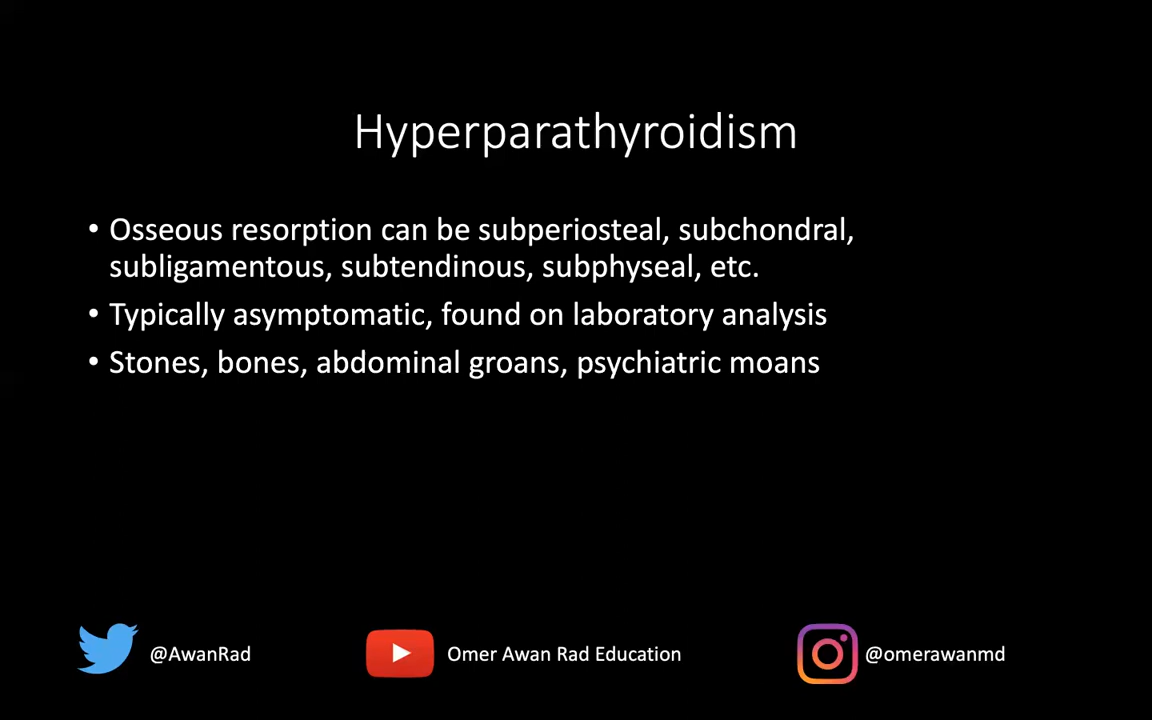 Hyperparathyroidism
• Osseous resorption can be subperiosteal, subchondral,
subligamentous, subtendinous, subphyseal, etc.
• Typically asymptomatic, found on laboratory analysis
• Stones, bones, abdominal groans, psychiatric moans
@AwanRad
Omer Awan Rad Education
@omerawanmd